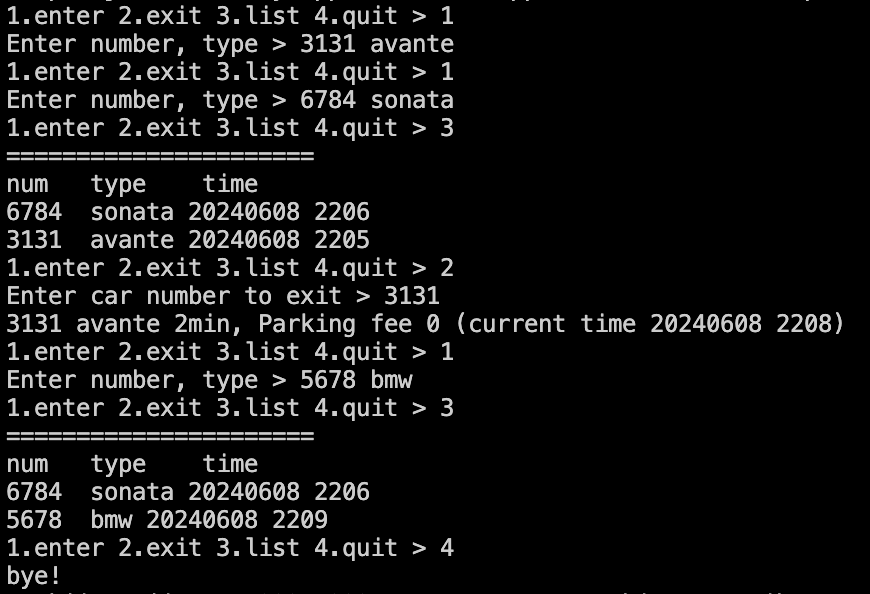 1.enter 2.exit 3.list 4.quit > 1
Enter number, type > 3131 avante
1.enter 2.exit 3.list 4.quit > 1
Enter number, type > 6784 sonata
1.enter 2.exit 3.list 4.quit > 3
======================
num   type    time
6784  sonata 20240608 2206
3131  avante 20240608 2205
1.enter 2.exit 3.list 4.quit > 2
Enter car number to exit > 3131
3131 avante 2min, Parking fee 0 (current time 20240608 2208)
1.enter 2.exit 3.list 4.quit > 1
Enter number, type > 5678 bmw
1.enter 2.exit 3.list 4.quit > 3
======================
num   type    time
6784  sonata 20240608 2206
5678  bmw 20240608 2209
1.enter 2.exit 3.list 4.quit > 4
bye!